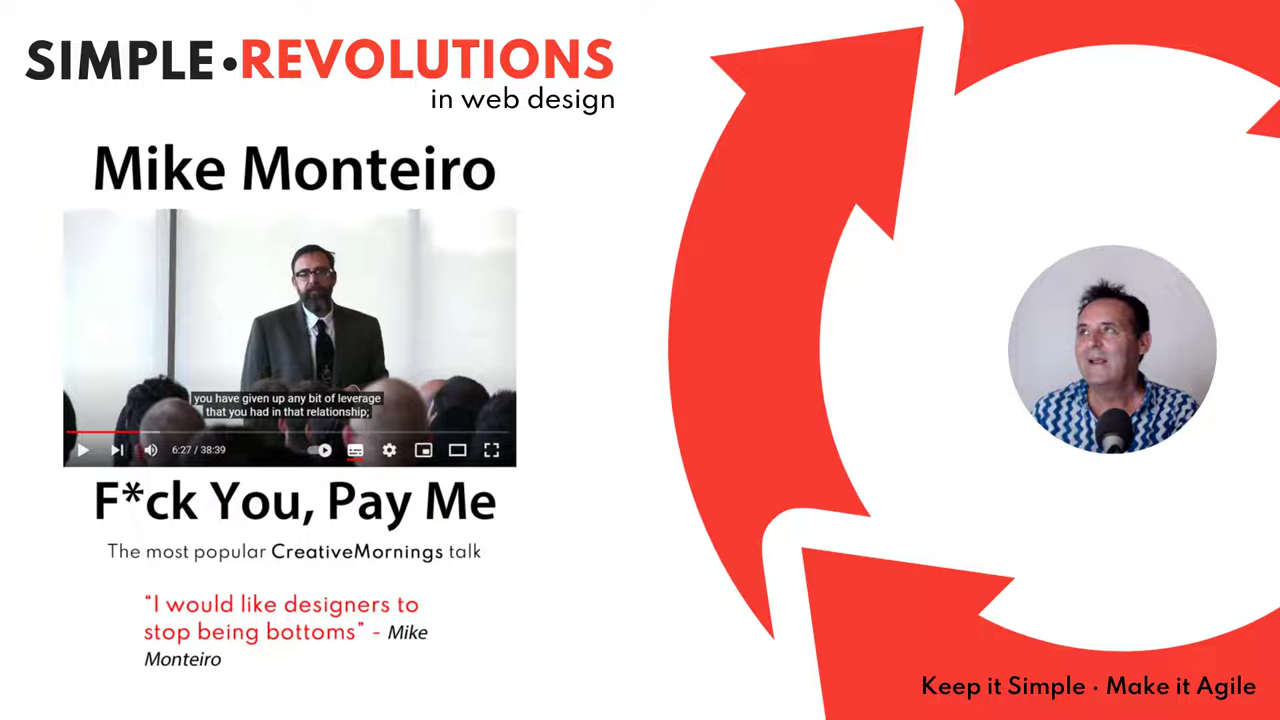 SIMPLE•REVOLUTIONS
in web design
Mike Monteiro
you have given up any bit of leverage
that you had in that relationship;
6:27 / 38:39
F*ck You, Pay Me
The most popular CreativeMornings talk
“I would like designers to
stop being bottoms” - Mike
Monteiro
Keep it Simple · Make it Agile